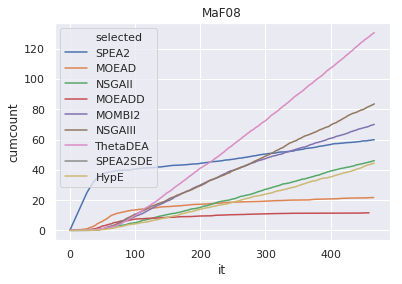 MaF08
selected
SPEA2
MOEAD
NSGAII
MOEADD
MOMBI2
NSGAIII
ThetaDEA
SPEA2SDE
HypE
cumcount
120
100
80
60
40
20
0
0 100 200 300 400
it